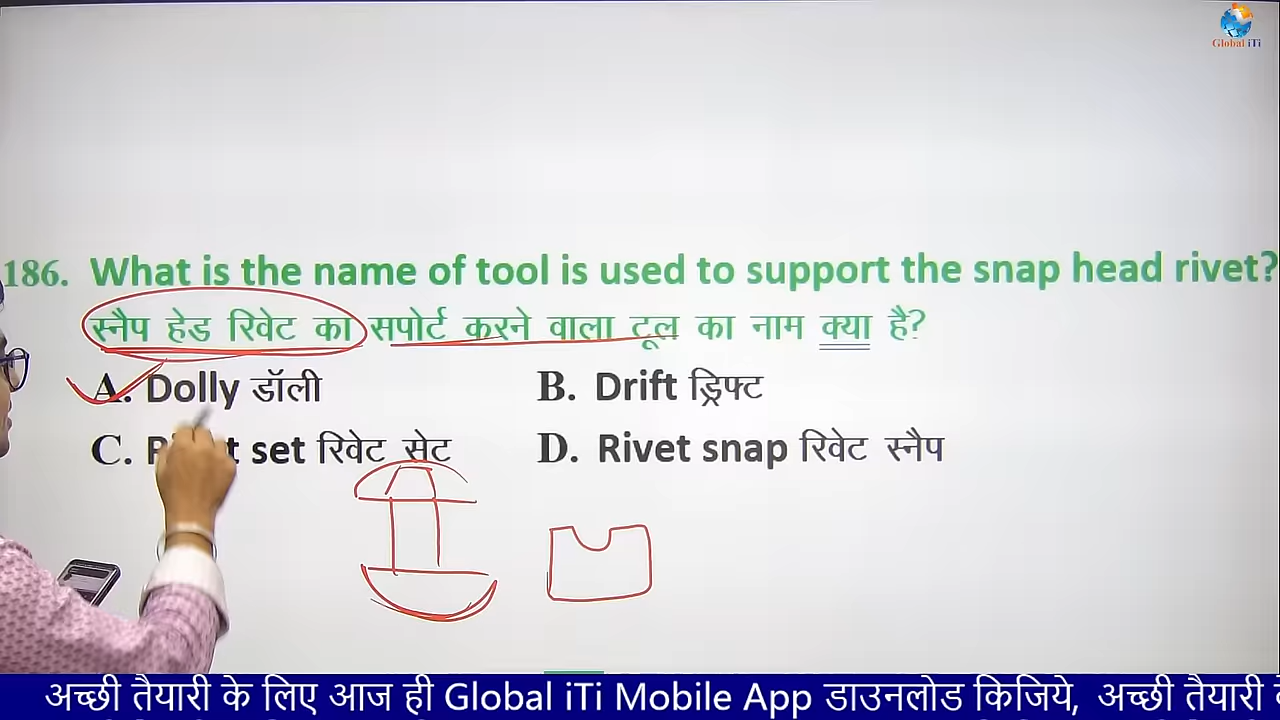 Global iTi
186. What is the name of tool is used to support the snap head rivet?
स्नैप हेड रिवेट का सपोर्ट करने वाला टूल का नाम क्या है?
A. Dolly डॉली
B. Drift ड्रिफ्ट
C. set रिवेट सेट
D. Rivet snap रिवेट स्नैप
अच्छी तैयारी के लिए आज ही Global iTi Mobile App डाउनलोड किजिये, अच्छी तैयारी